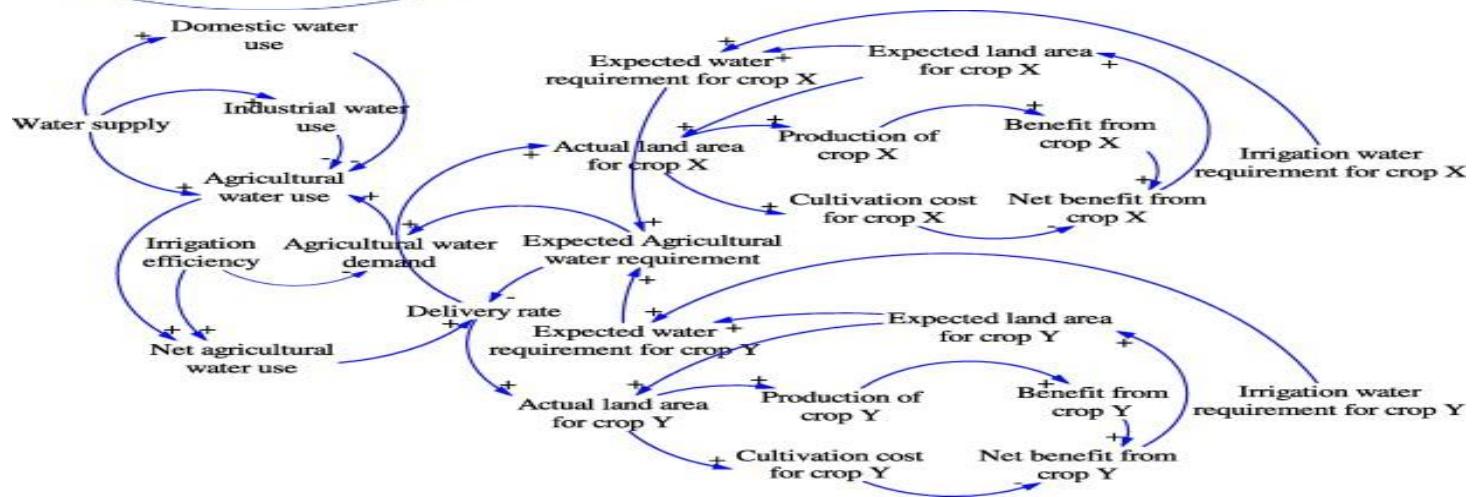 Domestic water
use
Industrial water
use
Water supply
Agricultural
water use
Irrigation
efficiency
Agricultural water
demand
Net agricultural
water use
Delivery rate
Expected Agricultural
water requirement
Expected water
requirement for crop X
Expected land area
for crop X
Actual land area
for crop X
Production of
crop X
Benefit from
crop X
Cultivation cost
for crop X
Net benefit from
crop X
Irrigation water
requirement for crop X
Expected water
requirement for crop Y
Expected land area
for crop Y
Actual land area
for crop Y
Production of
crop Y
Benefit from
crop Y
Cultivation cost
for crop Y
Net benefit from
crop Y
Irrigation water
requirement for crop Y